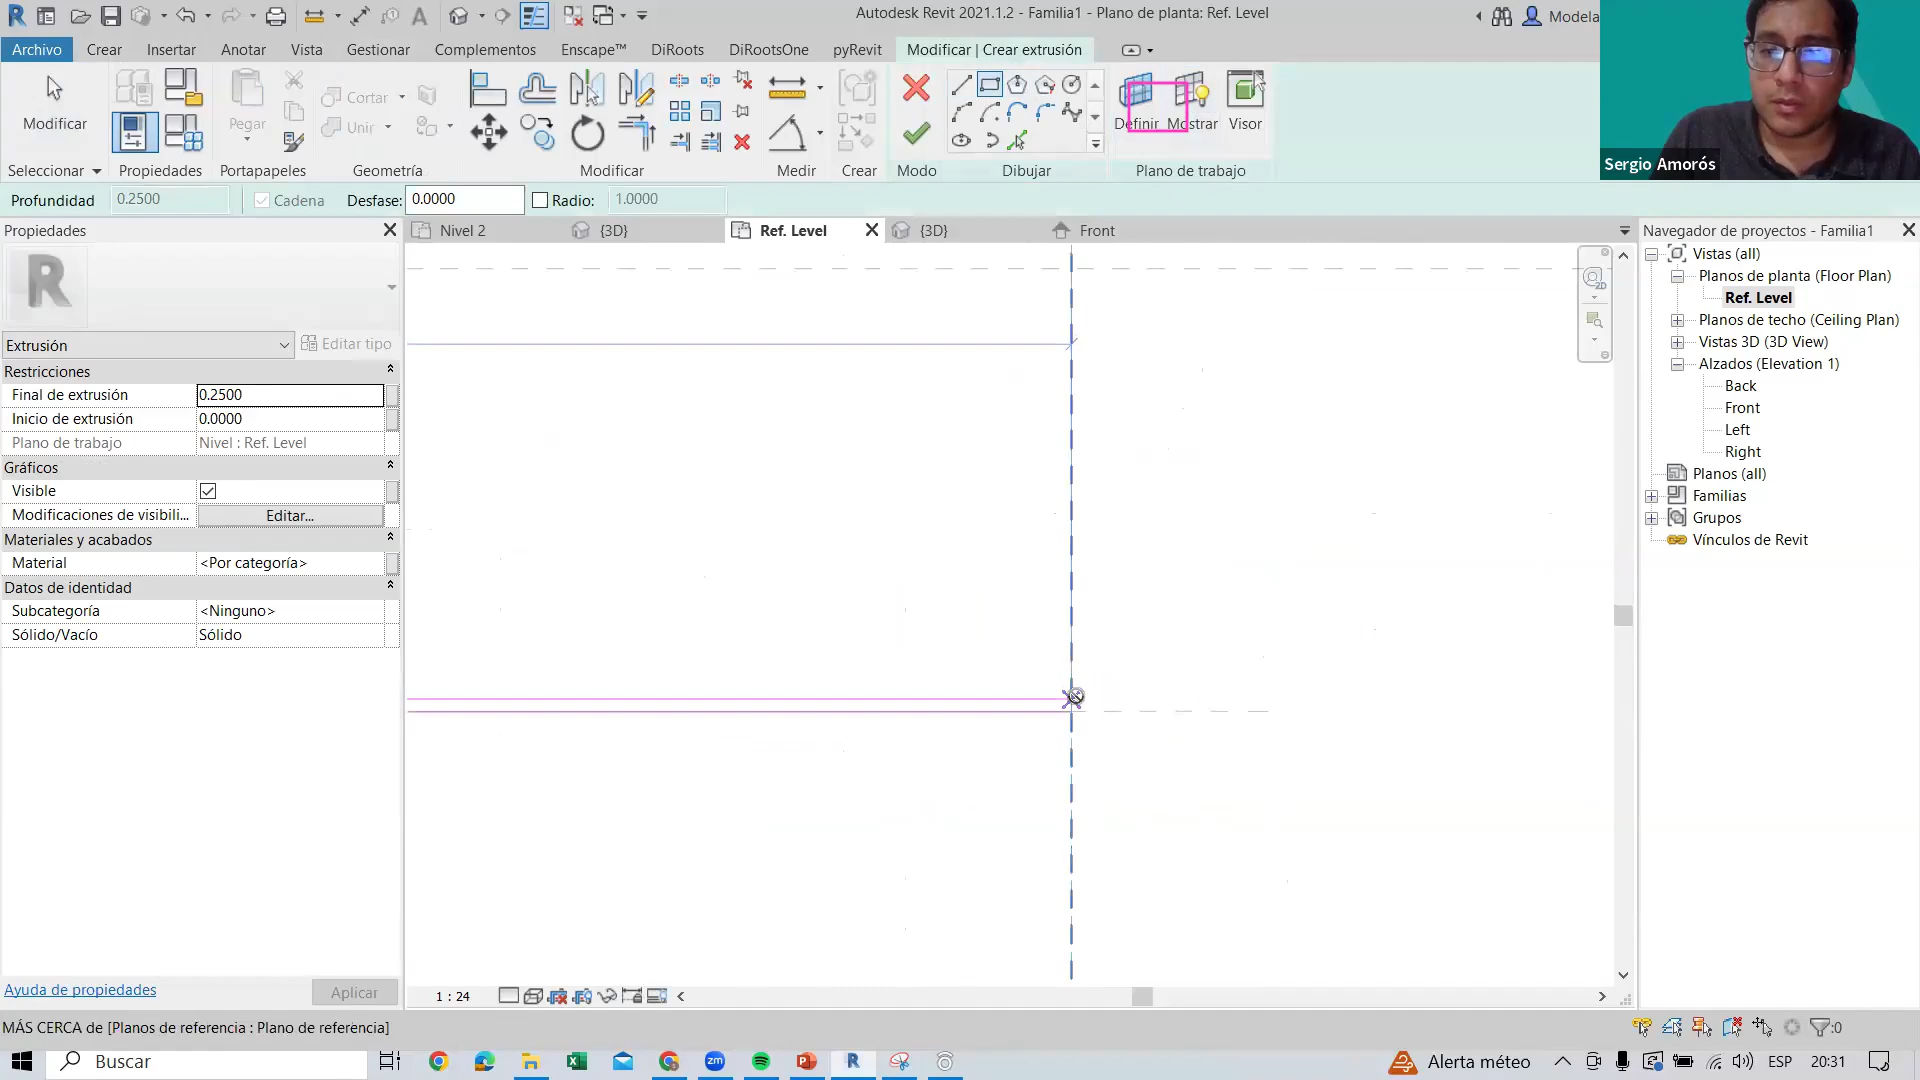 Autodesk Revit 2021.1.2 - Familia1 - Plano de planta: Ref. Level
Modela
Archivo Crear Insertar Anotar Vista Gestionar Complementos Enscape™ DiRoots DiRootsOne pyRevit Modificar | Crear extrusión
Modificar
Pegar
Cortar
Unir
Definir Mostrar Visor
Seleccionar Propiedades Portapapeles Geometría Modificar Medir Crear Modo Dibujar Plano de trabajo
Sergio Amorós
Profundidad 0.2500 Cadena Desfase: 0.0000 Radio: 1.0000
Propiedades
Nivel 2 {3D} Ref. Level {3D} Front
Navegador de proyectos - Familia1
R
Extrusión Editar tipo
Restricciones
Final de extrusión 0.2500
Inicio de extrusión 0.0000
Plano de trabajo Nivel : Ref. Level
Gráficos
Visible
Modificaciones de visibili... Editar...
Materiales y acabados
Material <Por categoría>
Datos de identidad
Subcategoría <Ninguno>
Sólido/Vacío Sólido
Ayuda de propiedades Aplicar
2D
Vistas (all)
Planos de planta (Floor Plan)
Ref. Level
Planos de techo (Ceiling Plan)
Vistas 3D (3D View)
Alzados (Elevation 1)
Back
Front
Left
Right
Planos (all)
Familias
Grupos
Vínculos de Revit
1 : 24
MÁS CERCA de [Planos de referencia : Plano de referencia]
:0
Buscar
zm
Alerta méteo
ESP
20:31